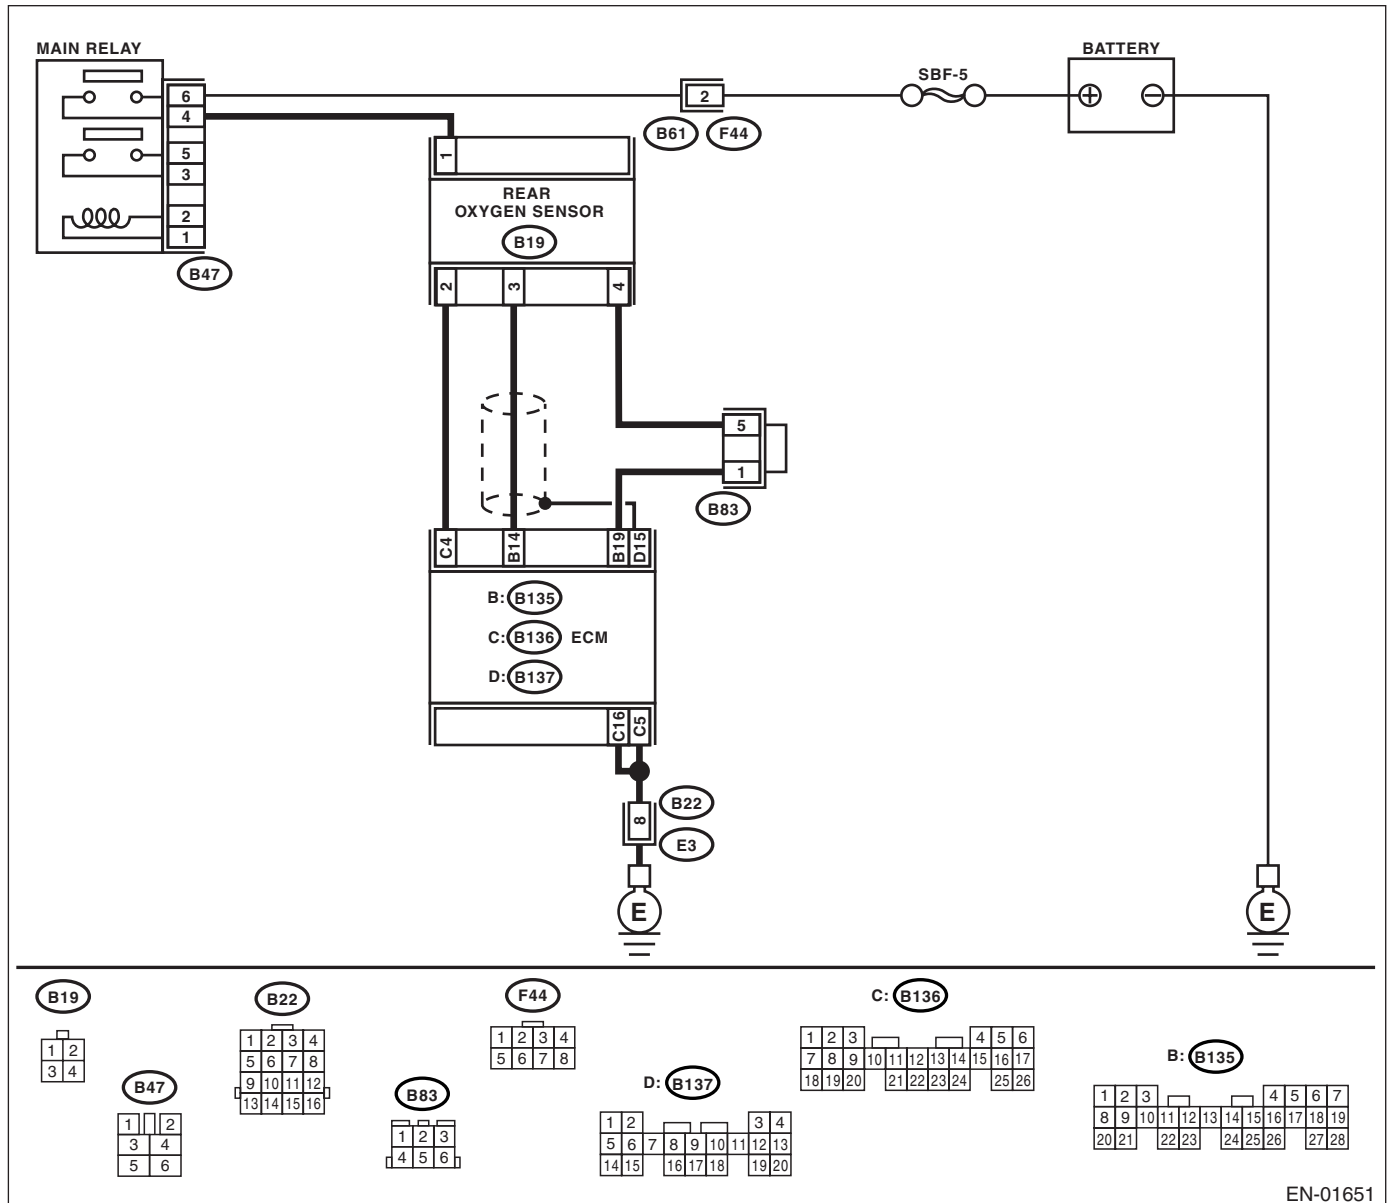 MAIN RELAY
BATTERY
SBF-5
6
4
5
3
2
1
B47
2
B61 F44
1
REAR
OXYGEN SENSOR
B19
2 3 4
5
1
B83
C4 B14 B19 D15
B: B135
C: B136 ECM
D: B137
C16 C5
8
B22
E3
E
E
B19
1 2
3 4
B47
1 2
3 4
5 6
B22
1 2 3 4
5 6 7 8
9 10 11 12
13 14 15 16
B83
1 2 3
4 5 6
F44
1 2 3 4
5 6 7 8
D: B137
1 2 3 4
5 6 7 8 9 10 11 12 13
14 15 16 17 18 19 20
C: B136
1 2 3 4 5 6
7 8 9 10 11 12 13 14 15 16 17
18 19 20 21 22 23 24 25 26
B: B135
1 2 3 4 5 6 7
8 9 10 11 12 13 14 15 16 17 18 19
20 21 22 23 24 25 26 27 28
EN-01651